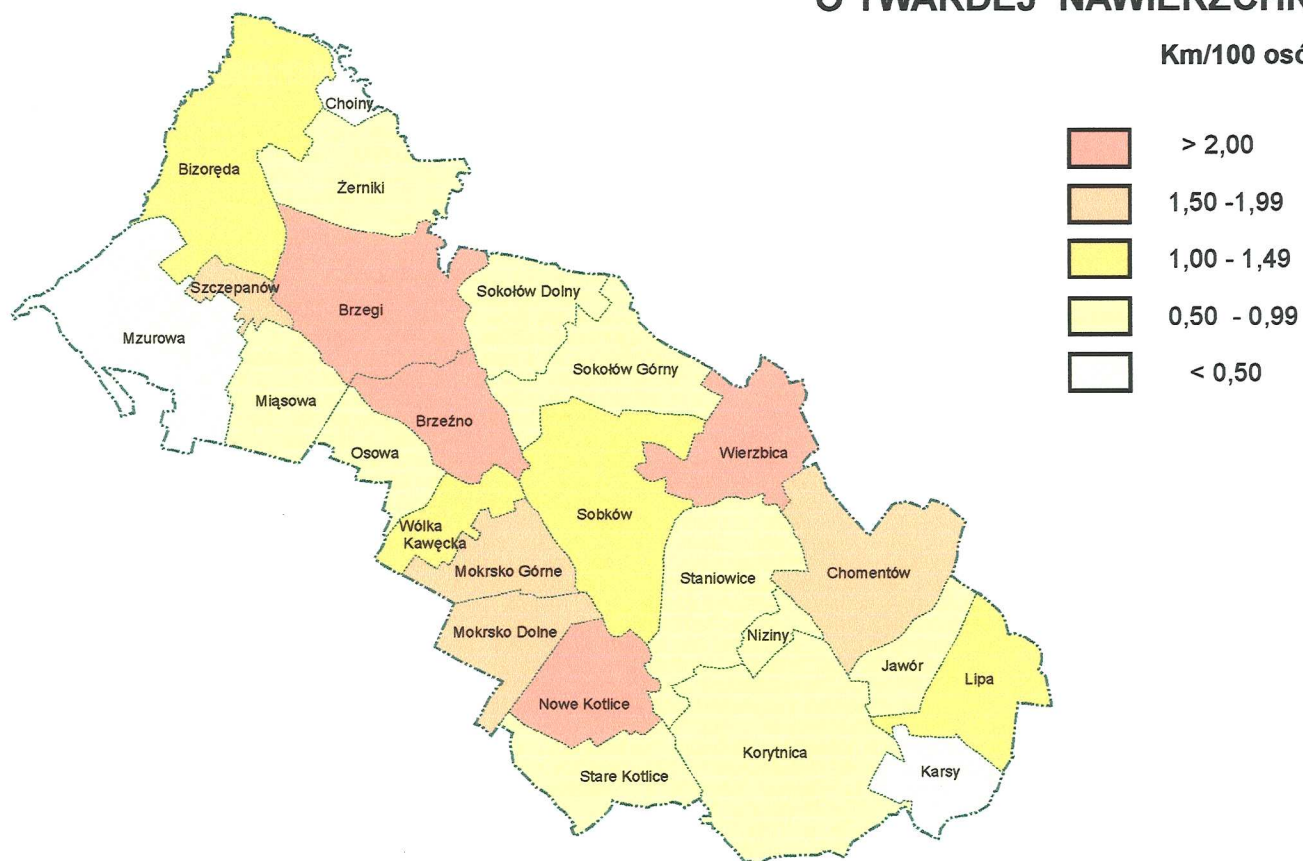 O TWARDEJ NAWIERZCHN
Km/100 osó
> 2,00
1,50 -1,99
1,00 - 1,49
0,50 - 0,99
< 0,50
Choiny
Bizoręda
Żerniki
Szczepanów
Sokołów Dolny
Brzegi
Mzurowa
Sokołów Górny
Miąsowa
Brzeźno
Osowa
Wierzbica
Sobków
Wólka
Kawęcka
Mokrsko Górne
Staniowice
Chomentów
Mokrsko Dolne
Niziny
Jawór
Lipa
Nowe Kotlice
Korytnica
Karsy
Stare Kotlice